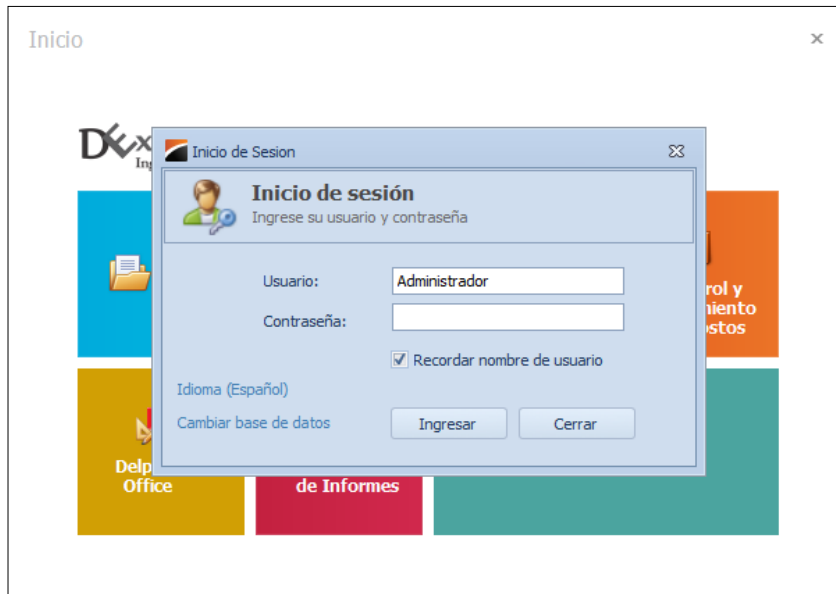 Inicio
Inicio de Sesion
Inicio de sesión
Ingrese su usuario y contraseña
Usuario:
Administrador
Contraseña:
Recordar nombre de usuario
Idioma (Español)
Cambiar base de datos
Ingresar
Cerrar
Office
de Informes